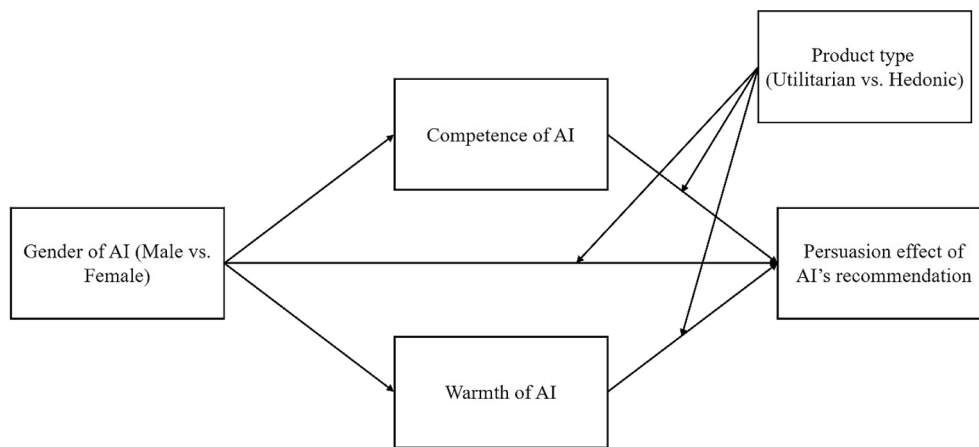 Product type
(Utilitarian vs. Hedonic)
Competence of AI
Gender of AI (Male vs.
Female)
Persuasion effect of
AI's recommendation
Warmth of AI